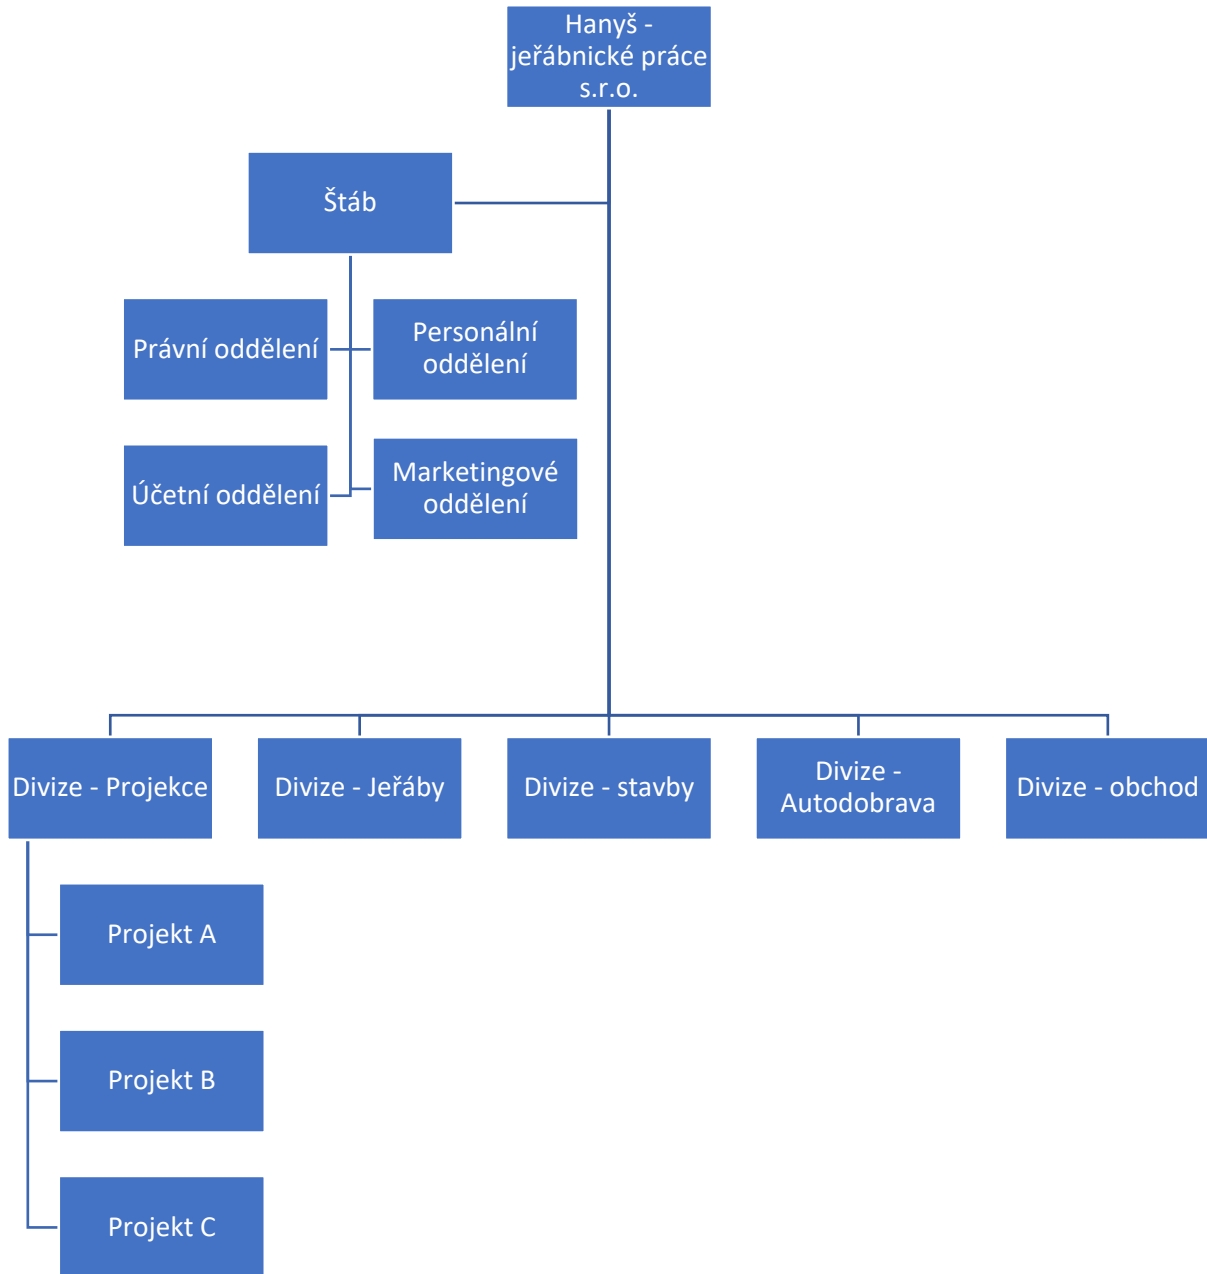 Hanyš -
jeřábnické práce
s.r.o.
Štáb
Právní oddělení
Personální
oddělení
Účetní oddělení
Marketingové
oddělení
Divize - Projekce
Divize - Jeřáby
Divize - stavby
Divize -
Autodobrava
Divize - obchod
Projekt A
Projekt B
Projekt C